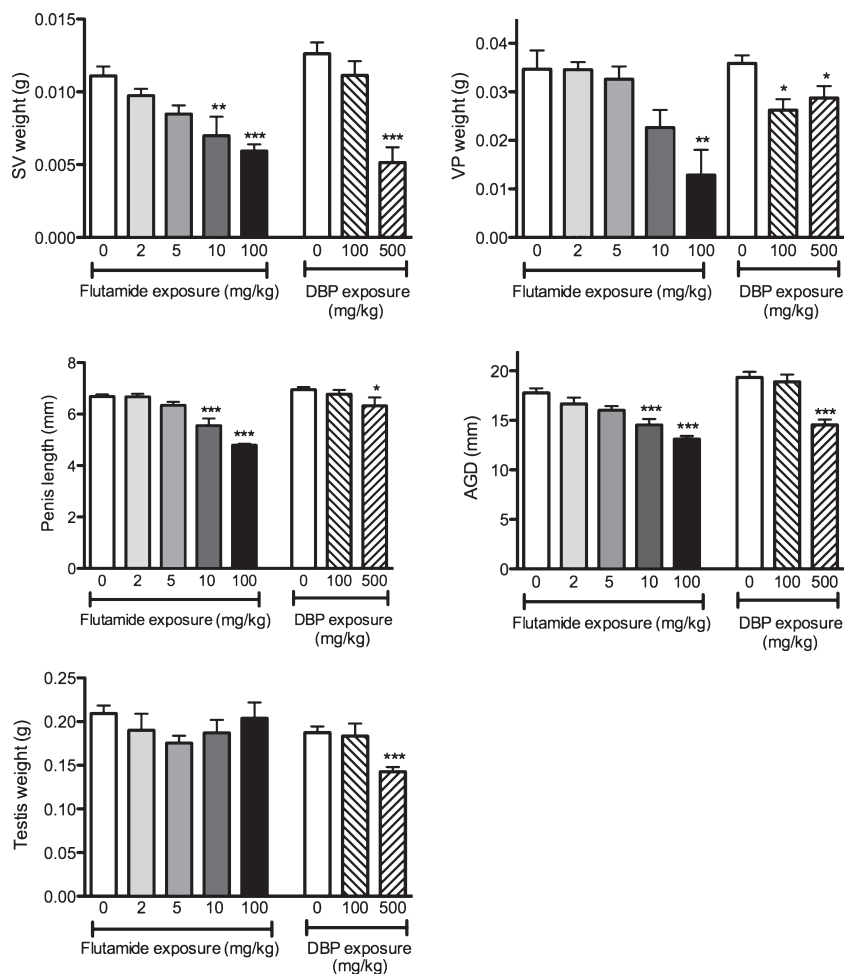 SV weight (g)
0.015
0.010
0.005
0.000
**
***
***
0 2 5 10 100 0 100 500
Flutamide exposure (mg/kg) DBP exposure
(mg/kg)
VP weight (g)
0.04
0.03
0.02
0.01
0.00
**
*
*
0 2 5 10 100 0 100 500
Flutamide exposure (mg/kg) DBP exposure
(mg/kg)
Penis length (mm)
8
6
4
2
0
***
***
*
0 2 5 10 100 0 100 500
Flutamide exposure (mg/kg) DBP exposure
(mg/kg)
AGD (mm)
20
15
10
5
0
***
***
***
0 2 5 10 100 0 100 500
Flutamide exposure (mg/kg) DBP exposure
(mg/kg)
Testis weight (g)
0.25
0.20
0.15
0.10
0.05
0.00
***
0 2 5 10 100 0 100 500
Flutamide exposure (mg/kg) DBP exposure
(mg/kg)